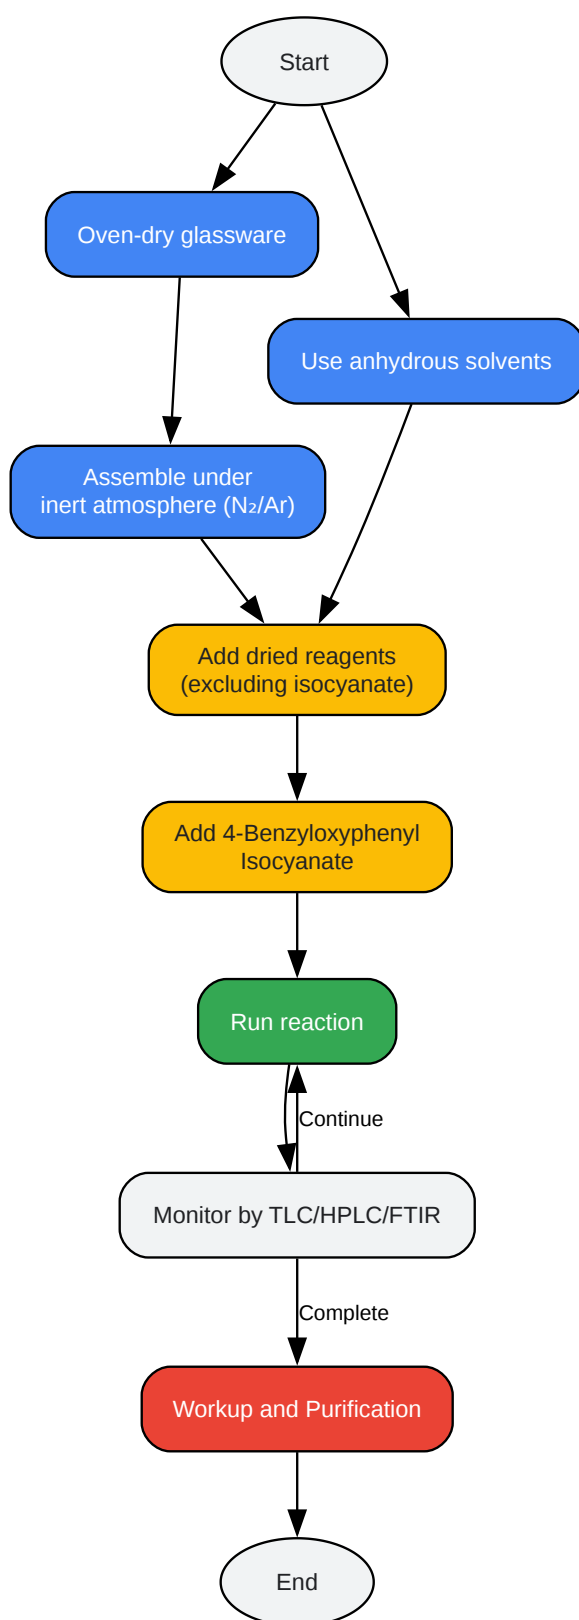 Start
Oven-dry glassware
Use anhydrous solvents
Assemble under
inert atmosphere (N₂/Ar)
Add dried reagents
(excluding isocyanate)
Add 4-Benzyloxyphenyl
Isocyanate
Run reaction
Continue
Monitor by TLC/HPLC/FTIR
Complete
Workup and Purification
End